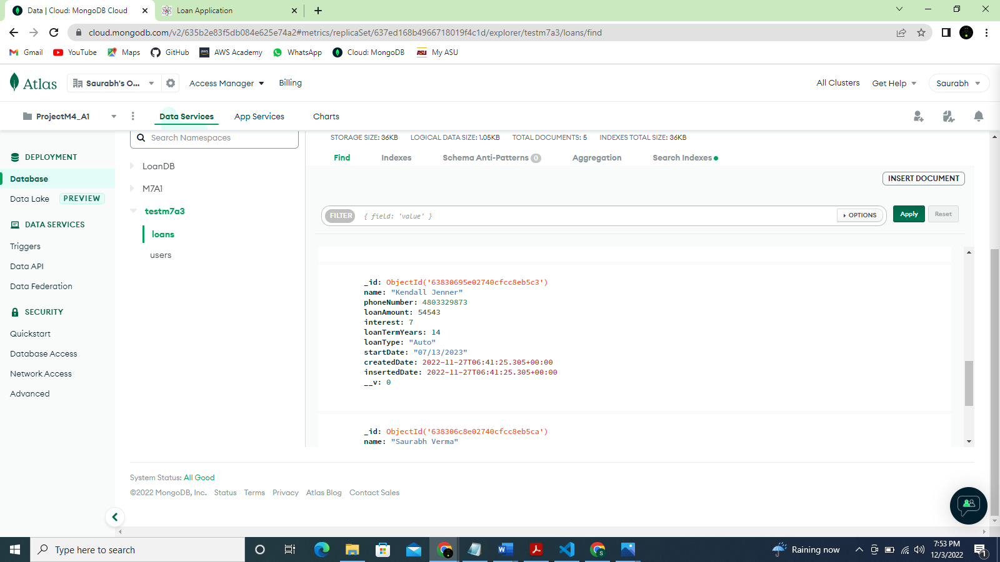 Data | Cloud: MongoDB Cloud
Loan Application
cloud.mongodb.com/v2/635b2e83f5db084e625e74a2#metrics/replicaSet/637ed168b4966718019f4c1d/explorer/testm7a3/loans/find
Gmail YouTube Maps GitHub AWS Academy WhatsApp Cloud: MongoDB My ASU
Atlas Saurabh's O... Access Manager Billing All Clusters Get Help Saurabh
ProjectM4_A1 Data Services App Services Charts
Search Namespaces
STORAGE SIZE: 36KB LOGICAL DATA SIZE: 1.05KB TOTAL DOCUMENTS: 5 INDEXES TOTAL SIZE: 36KB
DEPLOYMENT
Database
Data Lake PREVIEW
DATA SERVICES
Triggers
Data API
Data Federation
SECURITY
Quickstart
Database Access
Network Access
Advanced
LoanDB
M7A1
testm7a3
loans
users
Find Indexes Schema Anti-Patterns 0 Aggregation Search Indexes
INSERT DOCUMENT
FILTER { field: 'value' } OPTIONS Apply Reset
_id: ObjectId('63830695e02740cfcc8eb5c3')
name: "Kendall Jenner"
phoneNumber: 4803329873
loanAmount: 54543
interest: 7
loanTermYears: 14
loanType: "Auto"
startDate: "07/13/2023"
createdDate: 2022-11-27T06:41:25.305+00:00
insertedDate: 2022-11-27T06:41:25.305+00:00
__v: 0
_id: ObjectId('638306c8e02740cfcc8eb5ca')
name: "Saurabh Verma"
System Status: All Good
©2022 MongoDB, Inc. Status Terms Privacy Atlas Blog Contact Sales
Type here to search
Raining now
7:53 PM
12/3/2022
1